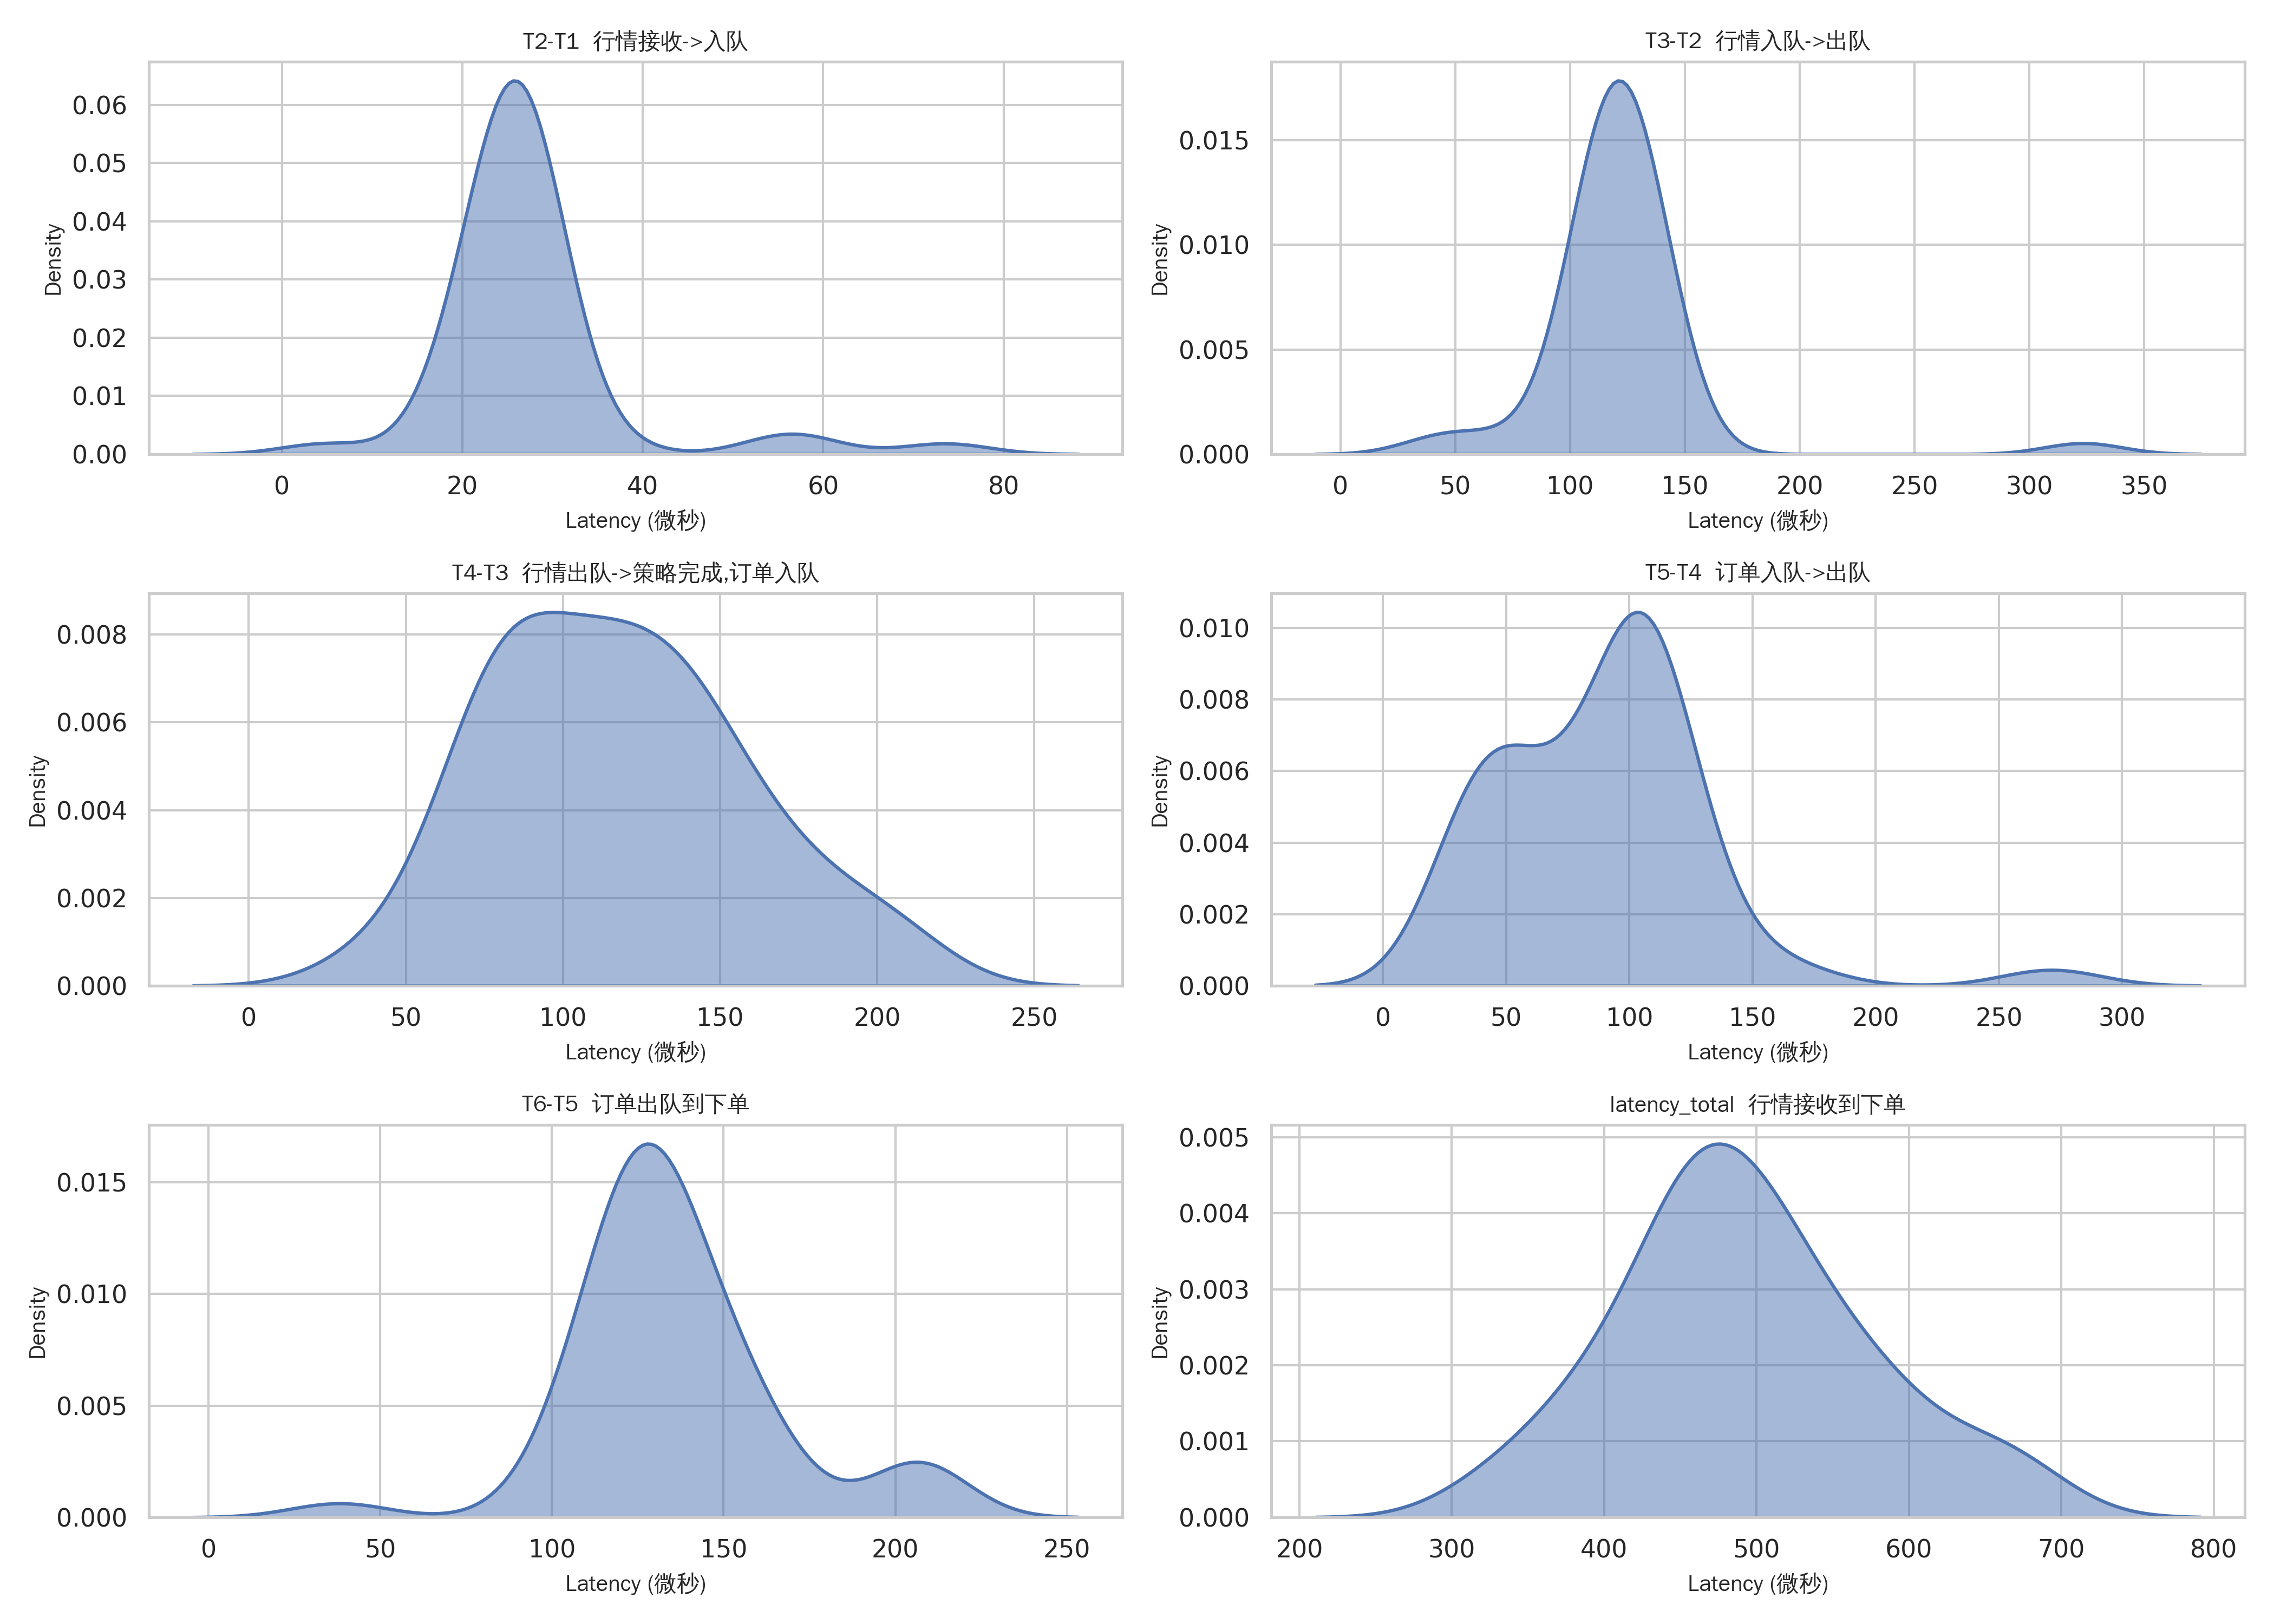 T2-T1 行情接收->入队
0.06
0.05
0.04
0.03
0.02
0.01
0.00
Density
0 20 40 60 80
Latency (微秒)
T3-T2 行情入队->出队
0.015
0.010
0.005
0.000
Density
0 50 100 150 200 250 300 350
Latency (微秒)
T4-T3 行情出队->策略完成,订单入队
0.008
0.006
0.004
0.002
0.000
Density
0 50 100 150 200 250
Latency (微秒)
T5-T4 订单入队->出队
0.010
0.008
0.006
0.004
0.002
0.000
Density
0 50 100 150 200 250 300
Latency (微秒)
T6-T5 订单出队到下单
0.015
0.010
0.005
0.000
Density
0 50 100 150 200 250
Latency (微秒)
latency_total 行情接收到下单
0.005
0.004
0.003
0.002
0.001
0.000
Density
200 300 400 500 600 700 800
Latency (微秒)